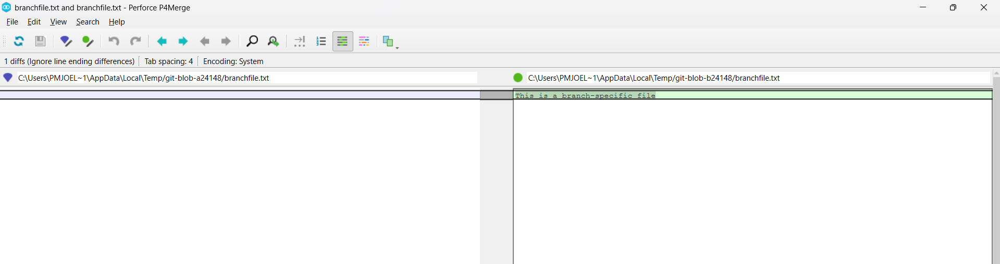 branchfile.txt and branchfile.txt - Perforce P4Merge
File Edit View Search Help
1 diffs (Ignore line ending differences) Tab spacing: 4 Encoding: System
C:\Users\PMJOEL~1\AppData\Local\Temp/git-blob-a24148/branchfile.txt C:\Users\PMJOEL~1\AppData\Local\Temp/git-blob-b24148/branchfile.txt
This is a branch-specific file